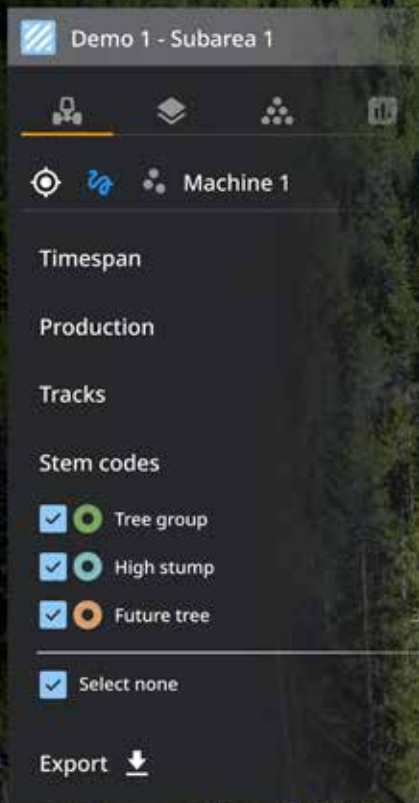 Demo 1 - Subarea 1
Machine 1
Timespan
Production
Tracks
Stem codes
Tree group
High stump
Future tree
Select none
Export